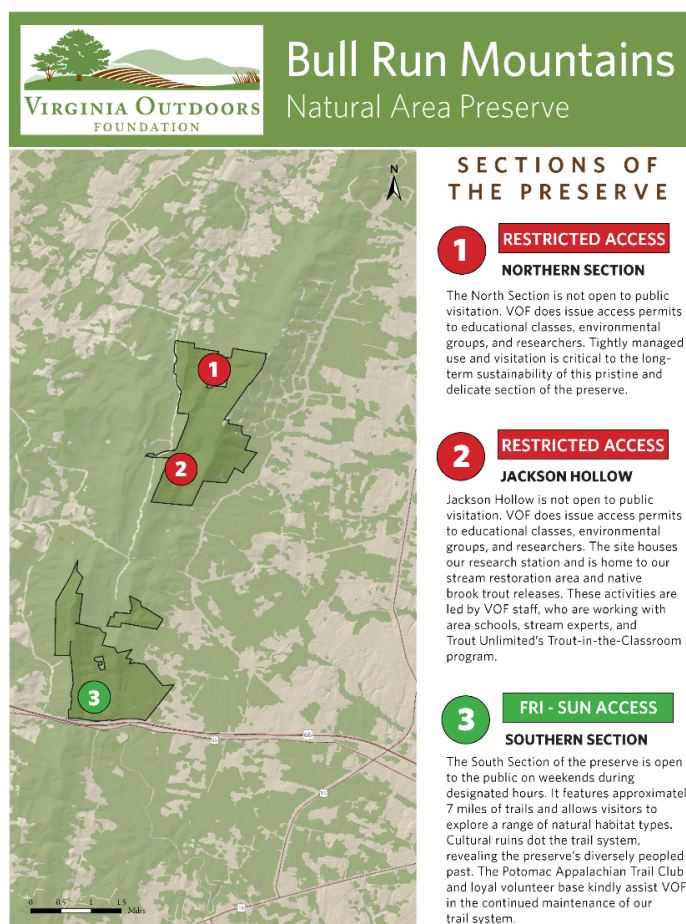 VIRGINIA OUTDOORS
FOUNDATION
Bull Run Mountains
Natural Area Preserve
N
1
2
3
66
55
15
15
0 0.5 1 1.5
Miles
SECTIONS OF
THE PRESERVE
1
RESTRICTED ACCESS
NORTHERN SECTION
The North Section is not open to public
visitation. VOF does issue access permits
to educational classes, environmental
groups, and researchers. Tightly managed
use and visitation is critical to the long-
term sustainability of this pristine and
delicate section of the preserve.
2
RESTRICTED ACCESS
JACKSON HOLLOW
Jackson Hollow is not open to public
visitation. VOF does issue access permits
to educational classes, environmental
groups, and researchers. The site houses
our research station and is home to our
stream restoration area and native
brook trout releases. These activities are
led by VOF staff, who are working with
area schools, stream experts, and
Trout Unlimited's Trout-in-the-Classroom
program.
3
FRI - SUN ACCESS
SOUTHERN SECTION
The South Section of the preserve is open
to the public on weekends during
designated hours. It features approximatel
7 miles of trails and allows visitors to
explore a range of natural habitat types.
Cultural ruins dot the trail system,
revealing the preserve's diversely peopled
past. The Potomac Appalachian Trail Club
and loyal volunteer base kindly assist VOF
in the continued maintenance of our
trail system.